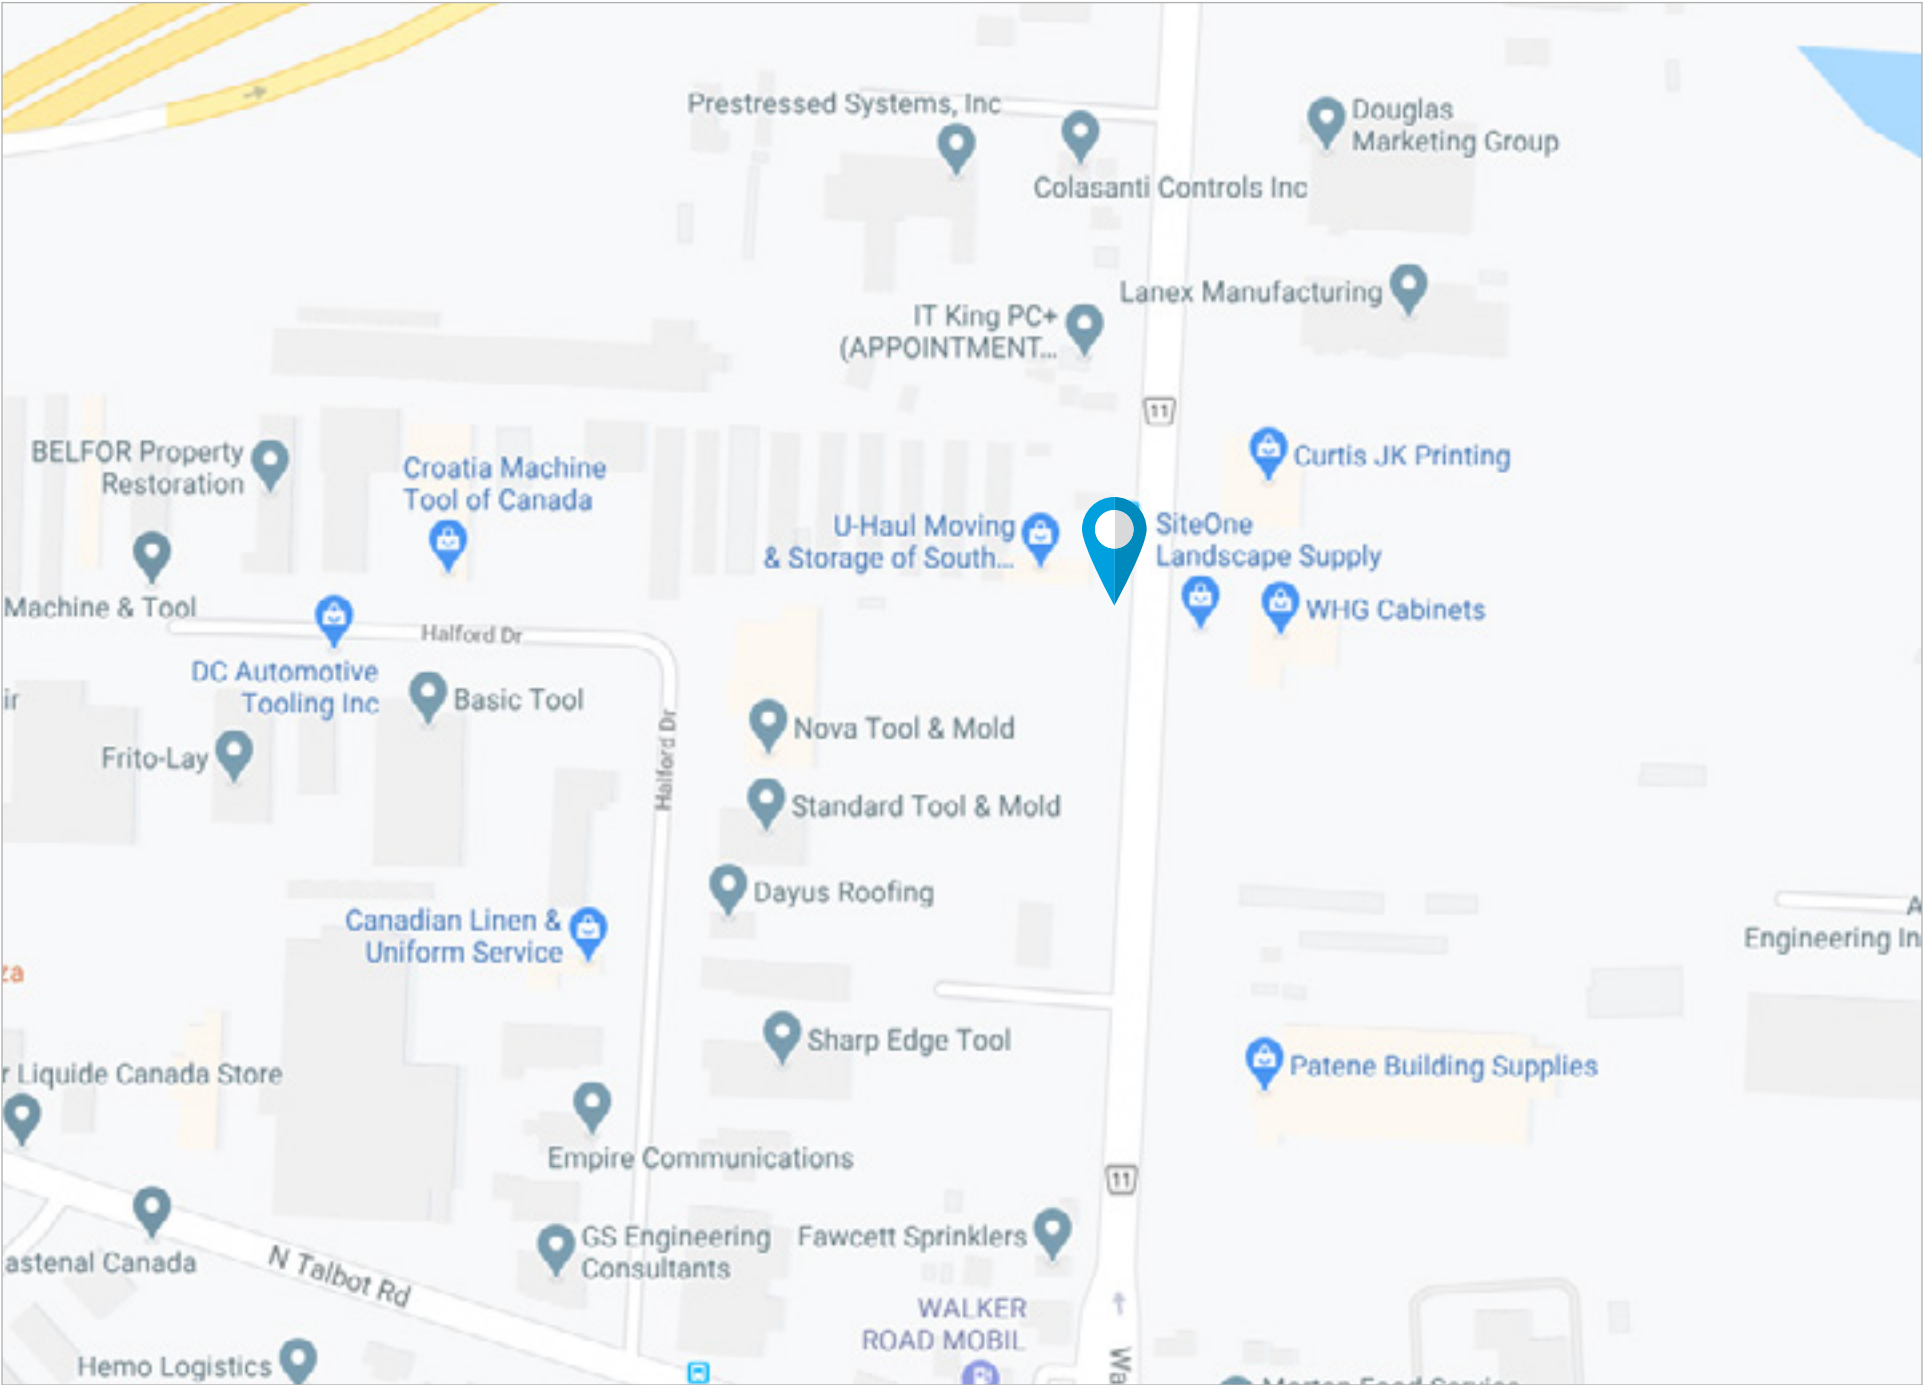 Prestressed Systems, Inc
Douglas
Marketing Group
Colasanti Controls Inc
Lanex Manufacturing
IT King PC+
(APPOINTMENT...
11
BELFOR Property
Restoration
Croatia Machine
Tool of Canada
Curtis JK Printing
U-Haul Moving
& Storage of South...
SiteOne
Landscape Supply
Machine & Tool
WHG Cabinets
Halford Dr
DC Automotive
Tooling Inc
Basic Tool
ir
Halford Dr
Nova Tool & Mold
Frito-Lay
Standard Tool & Mold
Dayus Roofing
Canadian Linen &
Uniform Service
A
Engineering In
za
Sharp Edge Tool
Patene Building Supplies
r Liquide Canada Store
Empire Communications
11
GS Engineering
Consultants
Fawcett Sprinklers
astenal Canada
N Talbot Rd
WALKER
ROAD MOBIL
Wa
Hemo Logistics